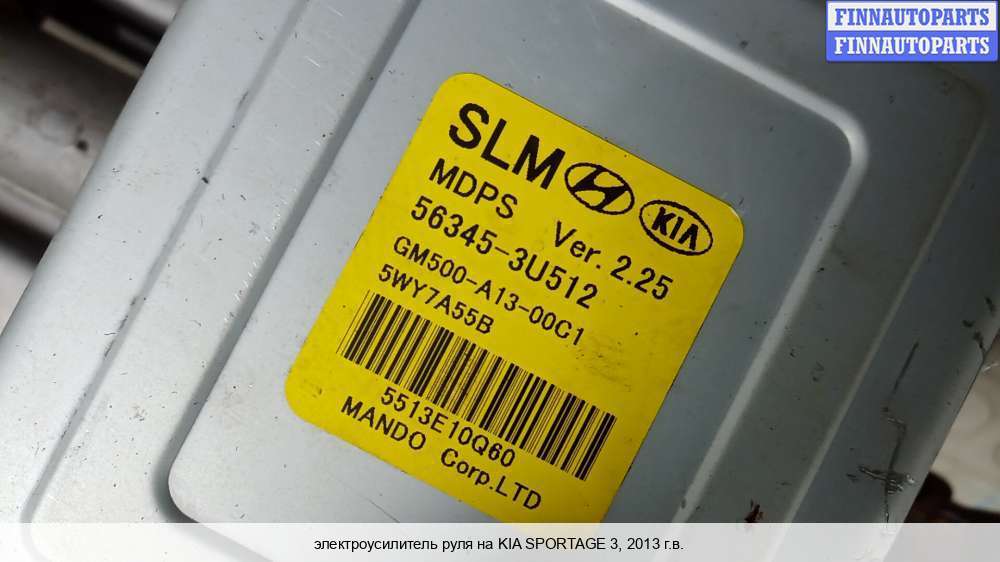 FINNAUTOPARTS
FINNAUTOPARTS
SLM
KIA
MDPS Ver. 2.25
56345-3U512
GM500-A13-00C1
5WY7A55B
5513E10Q60
MANDO Corp.LTD
электроусилитель руля на KIA SPORTAGE 3, 2013 г.в.